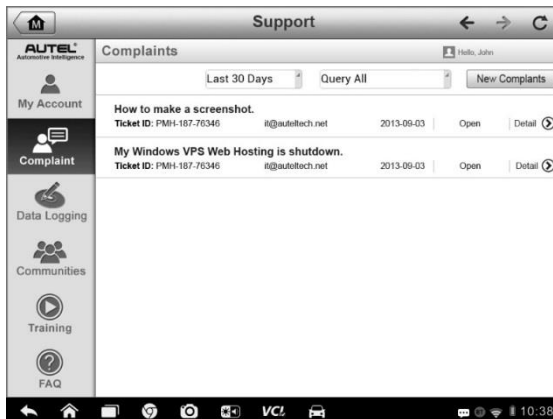 M
Support
AUTEL
Automotive Intelligence
Complaints
Hello, John
Last 30 Days
Query All
New Complants
My Account
How to make a screenshot.
Ticket ID: PMH-187-76346 it@auteltech.net 2013-09-03 Open Detail
Complaint
My Windows VPS Web Hosting is shutdown.
Ticket ID: PMH-187-76346 it@auteltech.net 2013-09-03 Open Detail
Data Logging
Communities
Training
?
FAQ
VCI 10:38